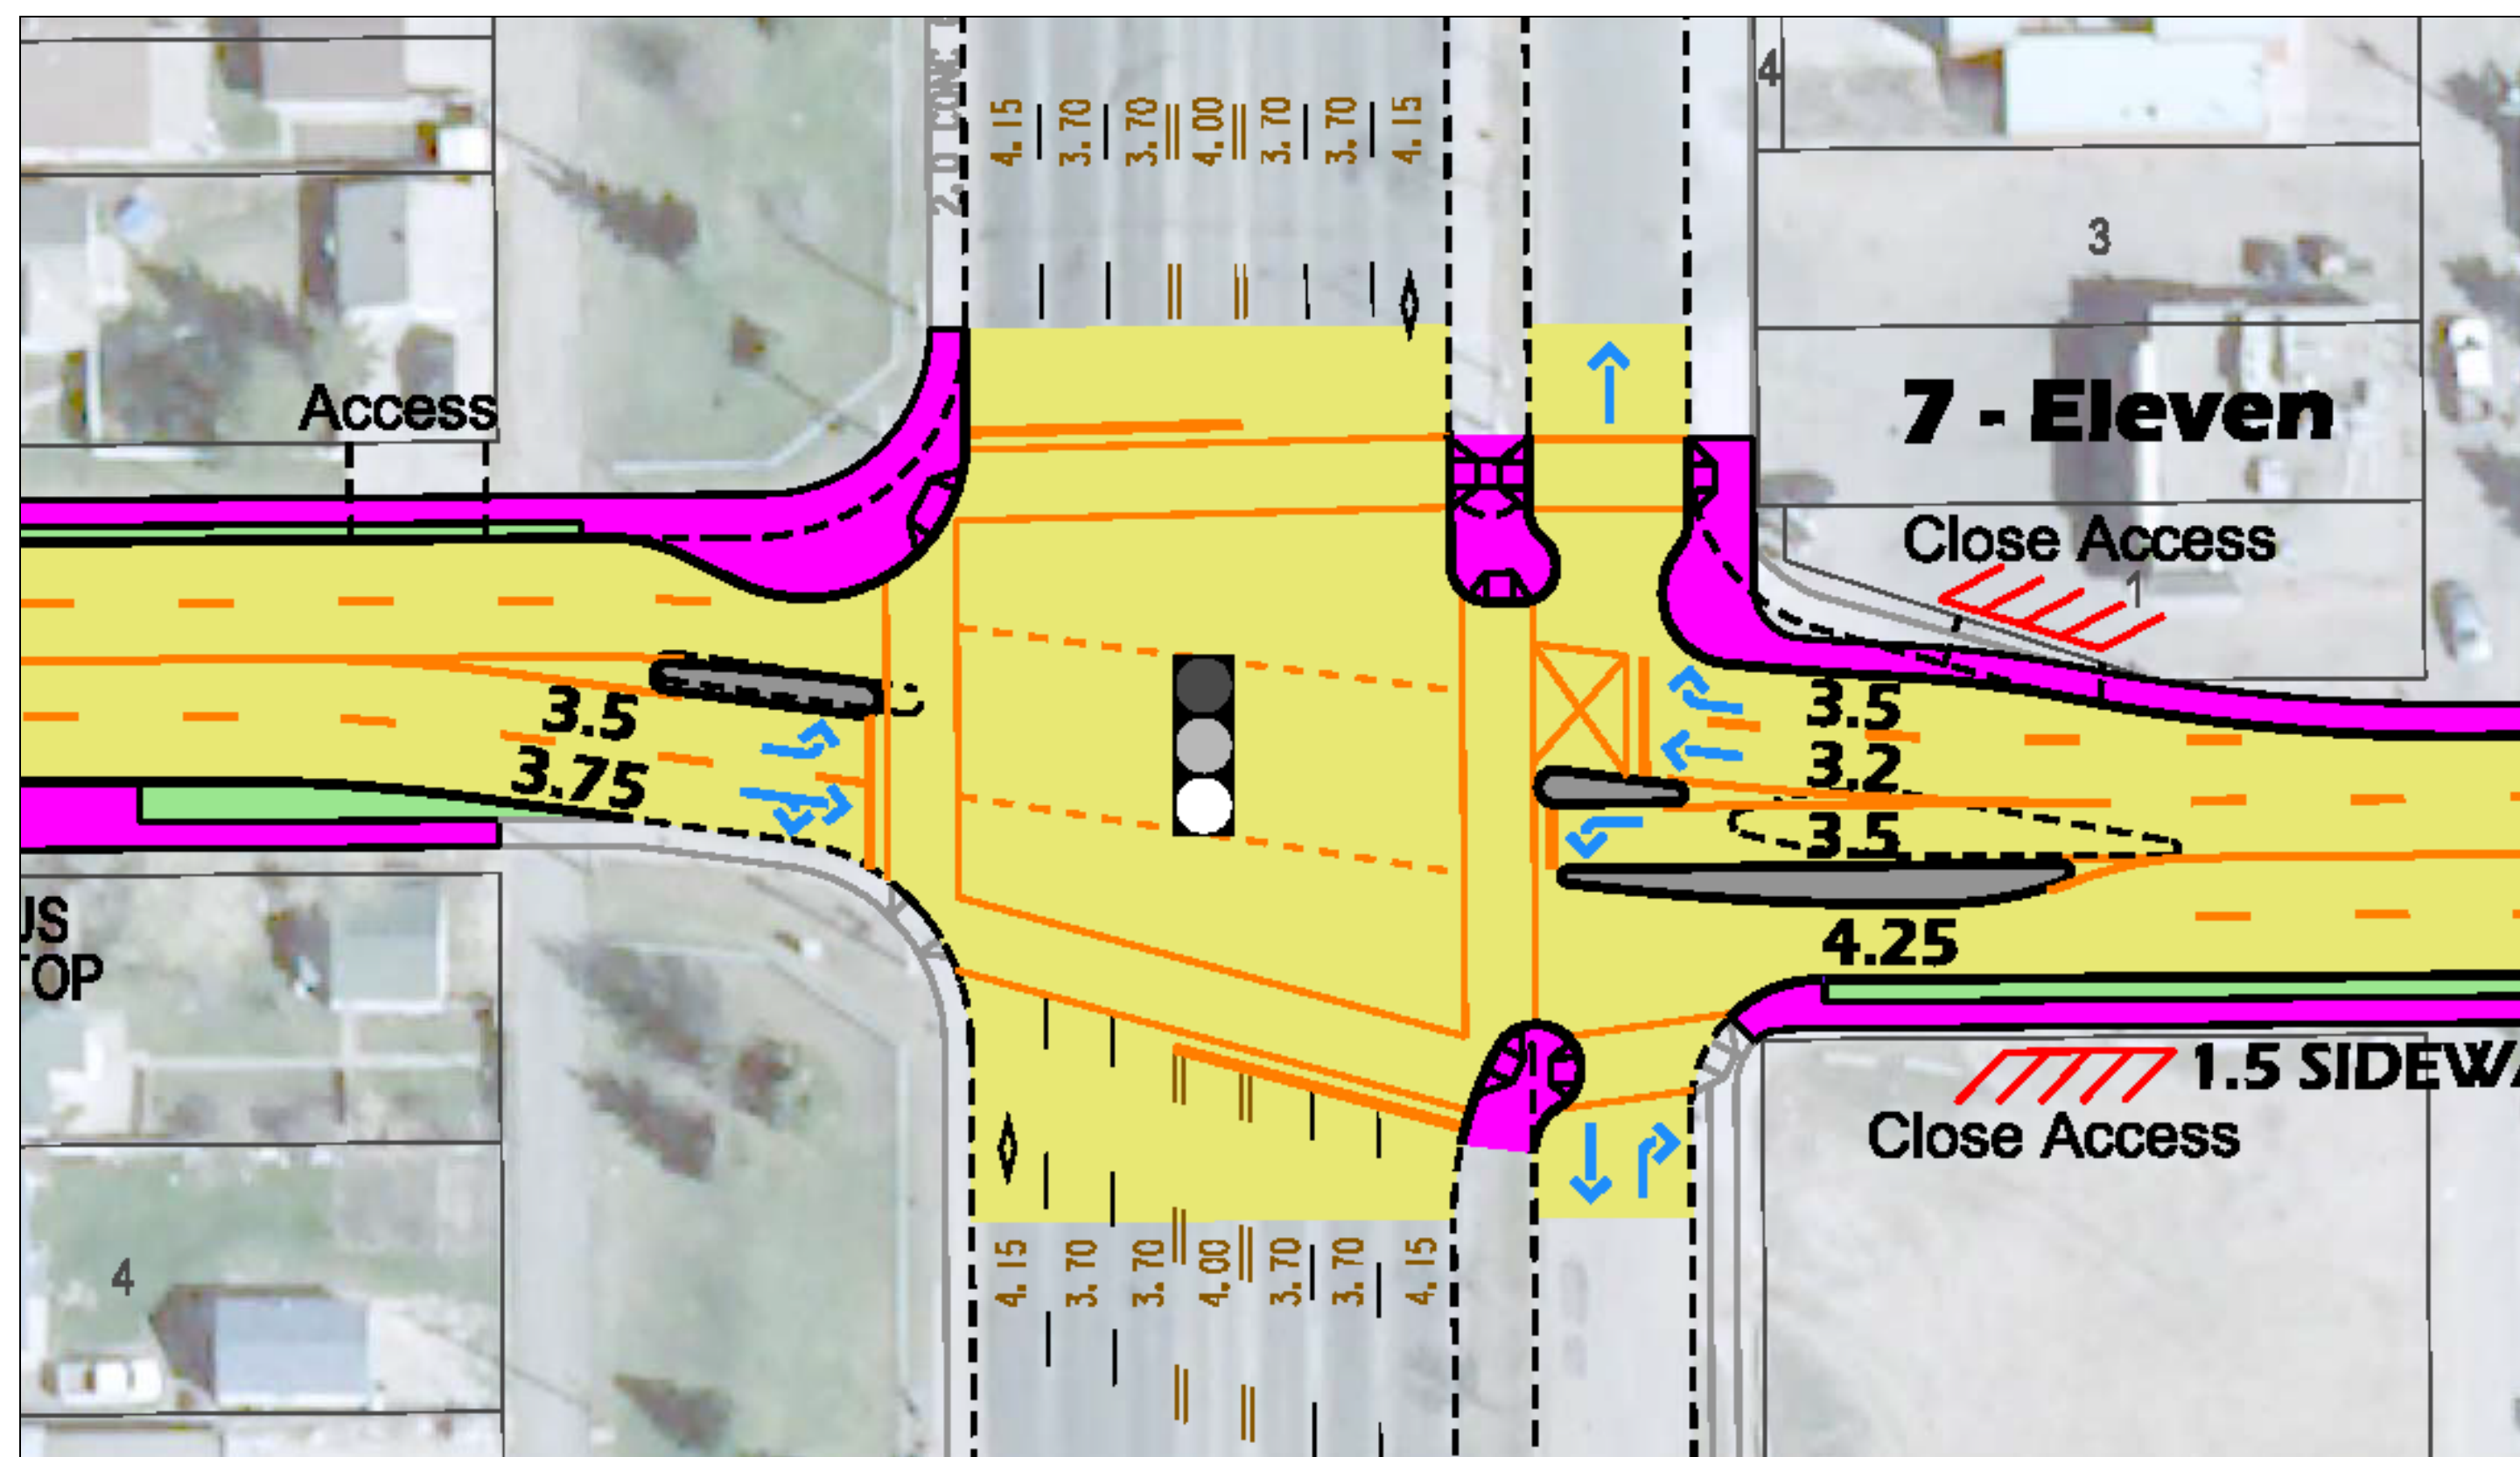 2.0 CONC
4.15 3.70 3.70 4.00 3.70 3.70 4.15
4
3
Access
7 - Eleven
Close Access
1
3.5
3.75
3.5
3.2
3.5
4.25
US
TOP
1.5 SIDEWA
Close Access
4
4.15 3.70 3.70 4.00 3.70 3.70 4.15